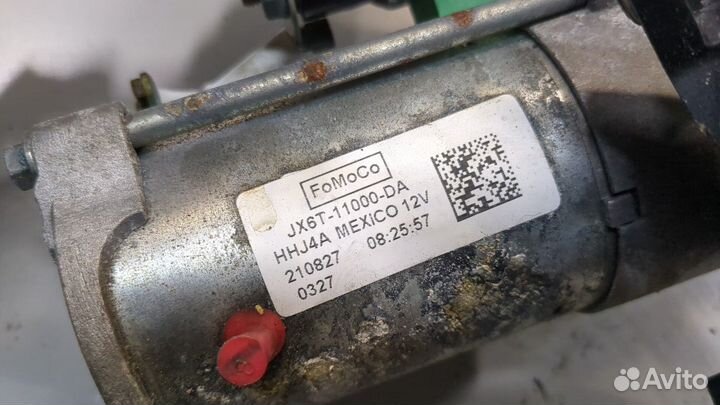 FoMoCo
JX6T-11000-DA
HHJ4A MEXICO 12V
210827 08:25:57
0327
Avito